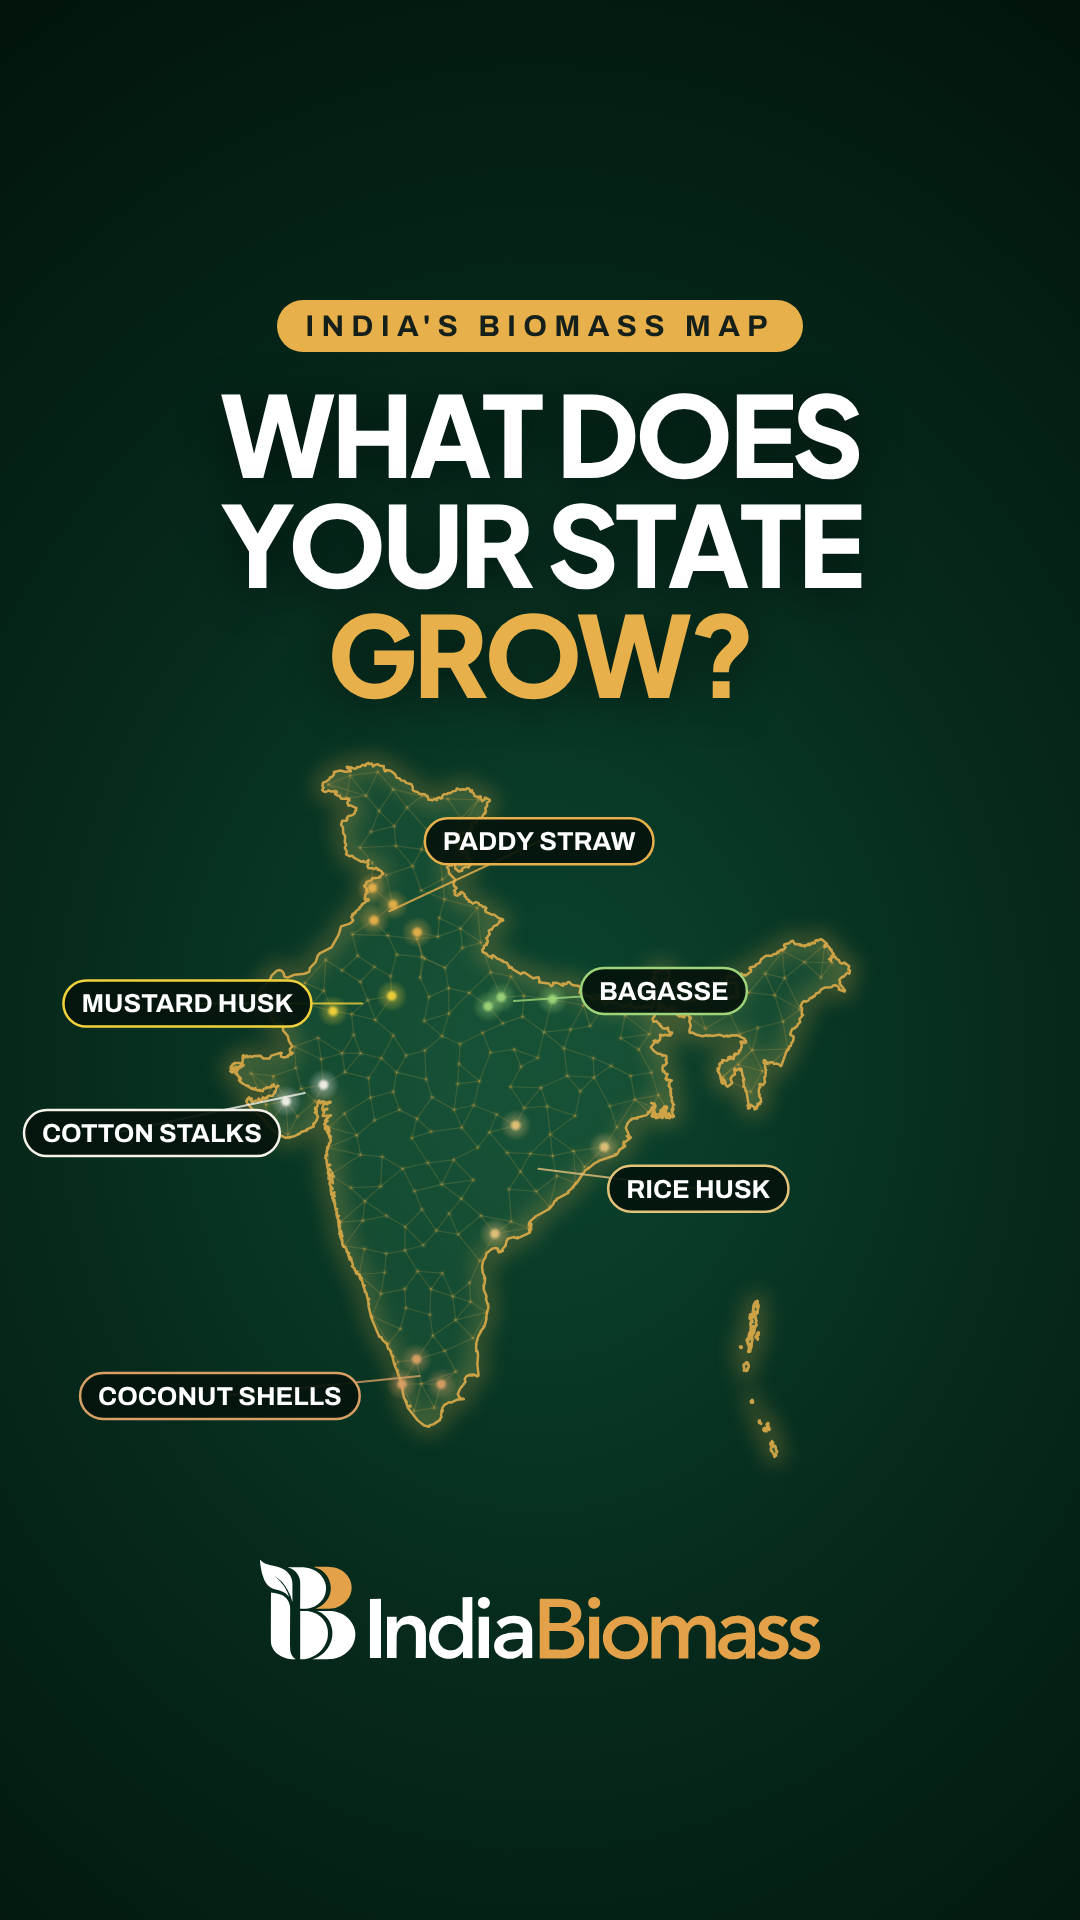 INDIA'S BIOMASS MAP
WHAT DOES
YOUR STATE
GROW?
PADDY STRAW
MUSTARD HUSK
BAGASSE
COTTON STALKS
RICE HUSK
COCONUT SHELLS
IndiaBiomass